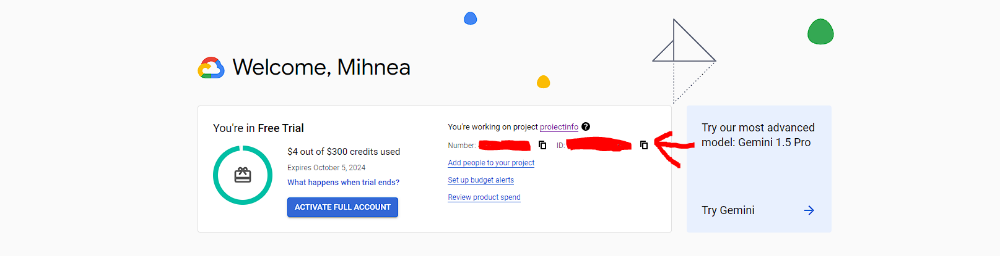 Welcome, Mihnea
You're in Free Trial
$4 out of $300 credits used
Expires October 5, 2024
What happens when trial ends?
ACTIVATE FULL ACCOUNT
You're working on project proiectinfo
Number:
ID:
Add people to your project
Set up budget alerts
Review product spend
Try our most advanced
model: Gemini 1.5 Pro
Try Gemini